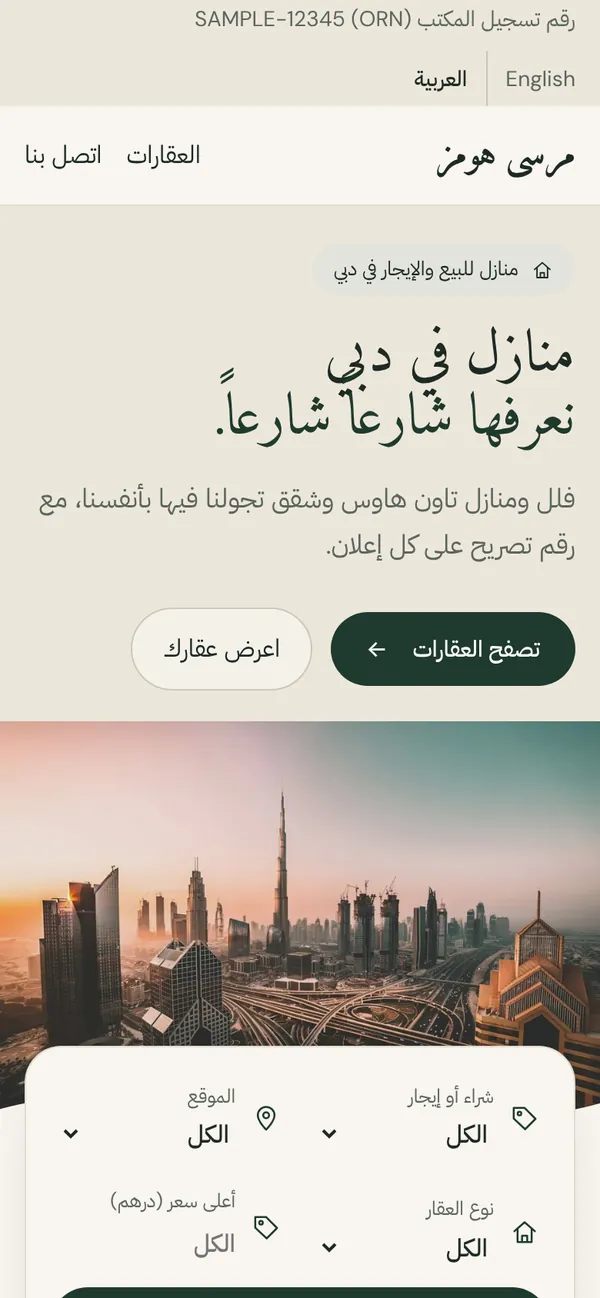 رقم تسجيل المكتب (ORN) SAMPLE-12345
English
العربية
مرسى هومز
العقارات
اتصل بنا
منازل للبيع والإيجار في دبي
منازل في دبي
نعرفها شارعاً شارعاً.
فلل ومنازل تاون هاوس وشقق تجولنا فيها بأنفسنا، مع
رقم تصريح على كل إعلان.
تصفح العقارات ←
اعرض عقارك
شراء أو إيجار
الكل
الموقع
الكل
نوع العقار
الكل
أعلى سعر (درهم)
الكل